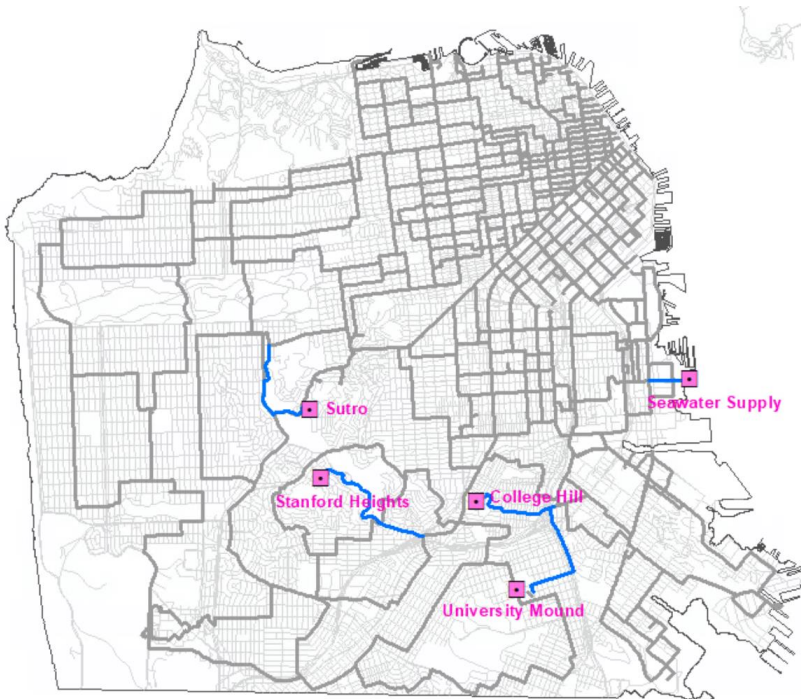 Seawater Supply
Sutro
Stanford Heights
College Hill
University Mound